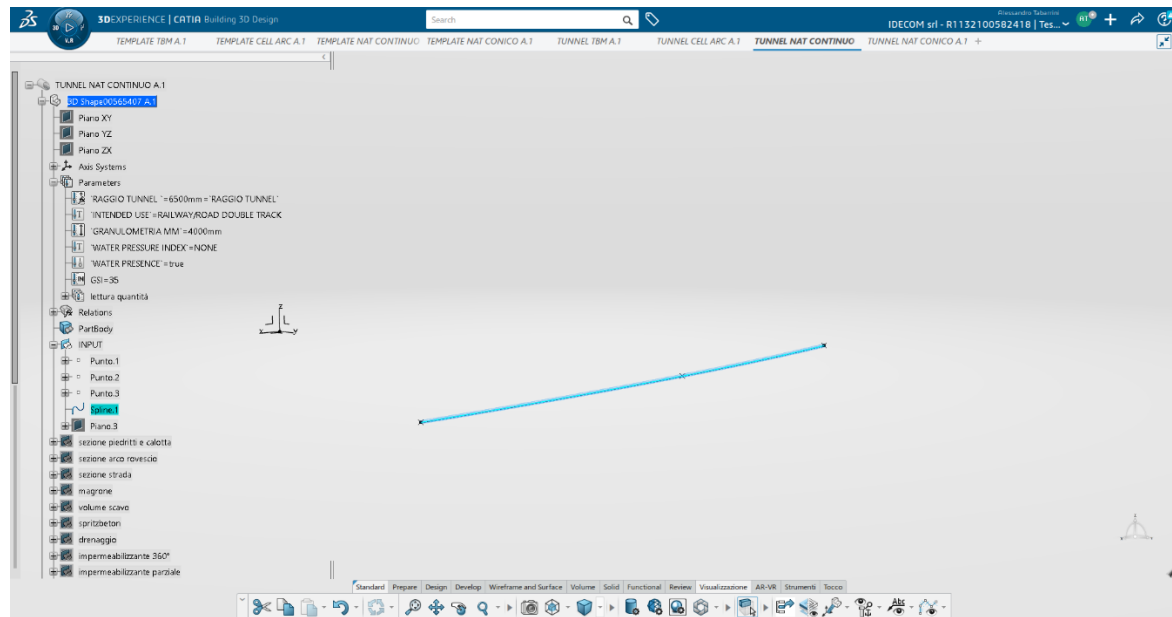 3DEXPERIENCE | CATIA Building 3D Design
Search
Alessandro Taberini
IDECOM srl - R1132100582418 | Tes...
AT
3D
V.R
TEMPLATE TBM A.1 TEMPLATE CELL ARC A.1 TEMPLATE NAT CONTINUO TEMPLATE NAT CONICO A.1 TUNNEL TBM A.1 TUNNEL CELL ARC A.1 TUNNEL NAT CONTINUO TUNNEL NAT CONICO A.1 +
TUNNEL NAT CONTINUO A.1
3D Shape00565407 A.1
Piano XY
Piano YZ
Piano ZX
Axis Systems
Parameters
`RAGGIO TUNNEL `=6500mm=`RAGGIO TUNNEL`
`INTENDED USE`=RAILWAY/ROAD DOUBLE TRACK
`GRANULOMETRIA MM`=4000mm
`WATER PRESSURE INDEX`=NONE
`WATER PRESENCE`=true
GSI=35
lettura quantità
Relations
PartBody
INPUT
Punto.1
Punto.2
Punto.3
Spline.1
Piano.3
sezione piedritti e calotta
sezione arco rovescio
sezione strada
magrone
volume scavo
spritzbeton
drenaggio
impermeabilizzante 360°
impermeabilizzante parziale
z
x y
Standard Prepare Design Develop Wireframe and Surface Volume Solid Functional Review Visualizzazione AR-VR Strumenti Tocco
Abc